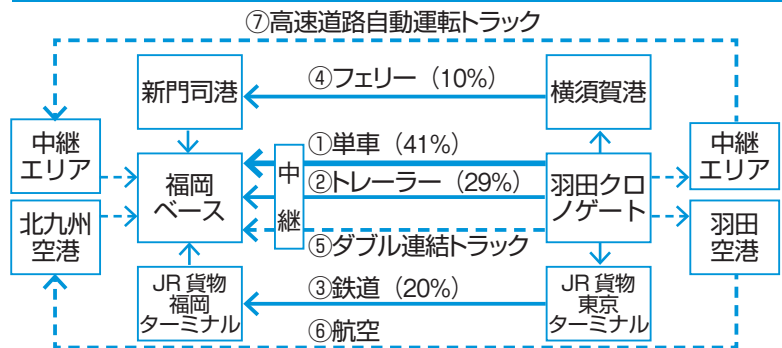 ⑦高速道路自動運転トラック
新門司港
④フェリー（10%）
横須賀港
中継
エリア
①単車（41%）
中継
エリア
福岡
ベース
中
継
②トレーラー（29%）
羽田クロ
ノゲート
北九州
空港
⑤ダブル連結トラック
羽田
空港
JR 貨物
福岡
ターミナル
③鉄道（20%）
JR 貨物
東京
ターミナル
⑥航空